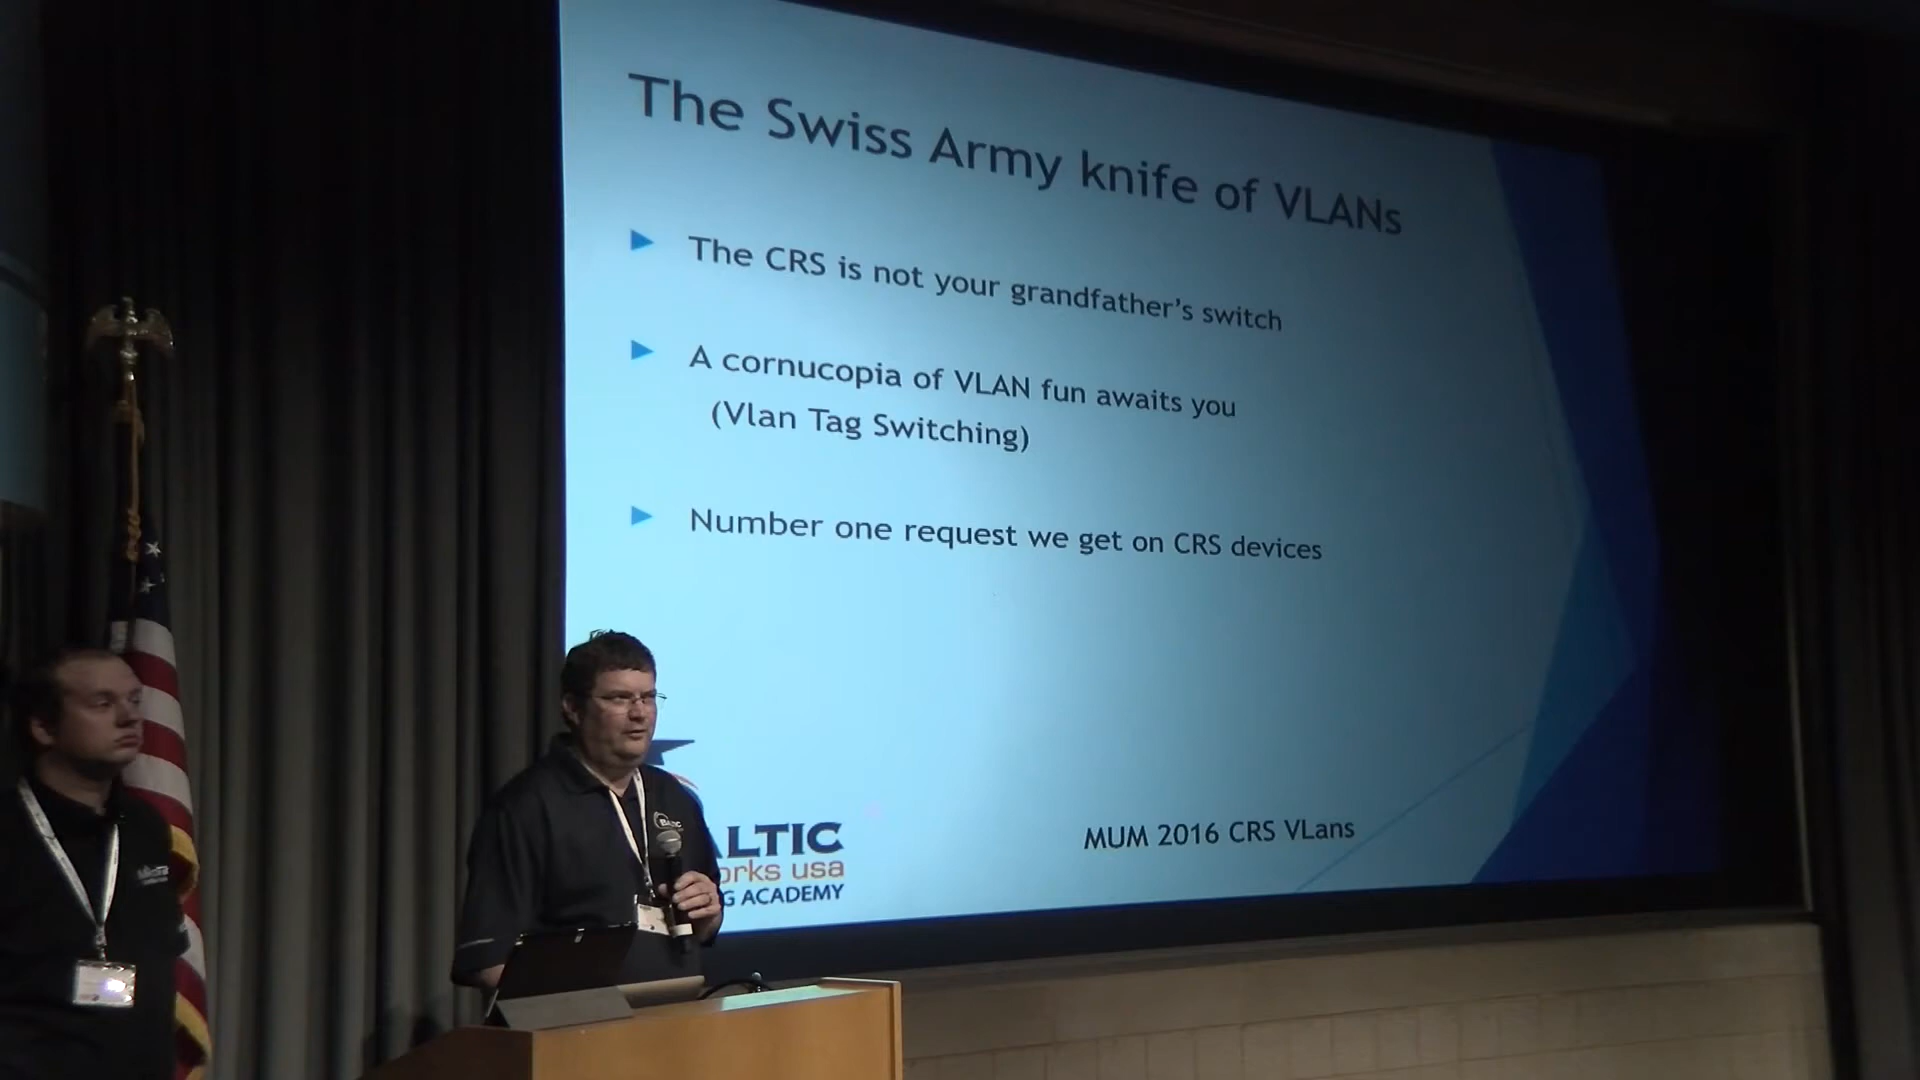 The Swiss Army knife of VLANs
The CRS is not your grandfather's switch
A cornucopia of VLAN fun awaits you
(Vlan Tag Switching)
Number one request we get on CRS devices
LTIC
orks usa
G ACADEMY
MUM 2016 CRS VLans
BALTIC